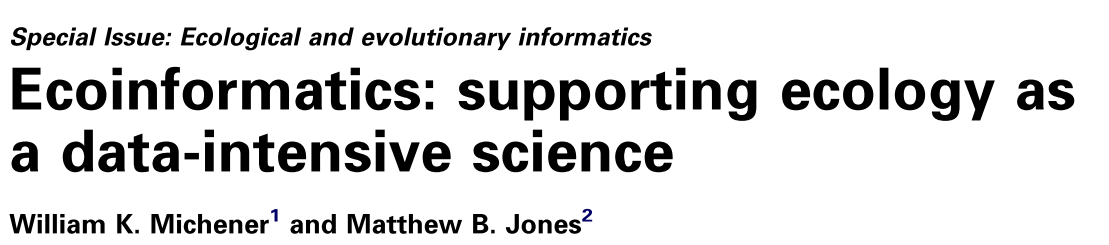 Special Issue: Ecological and evolutionary informatics
Ecoinformatics: supporting ecology as
a data-intensive science
William K. Michener1 and Matthew B. Jones2